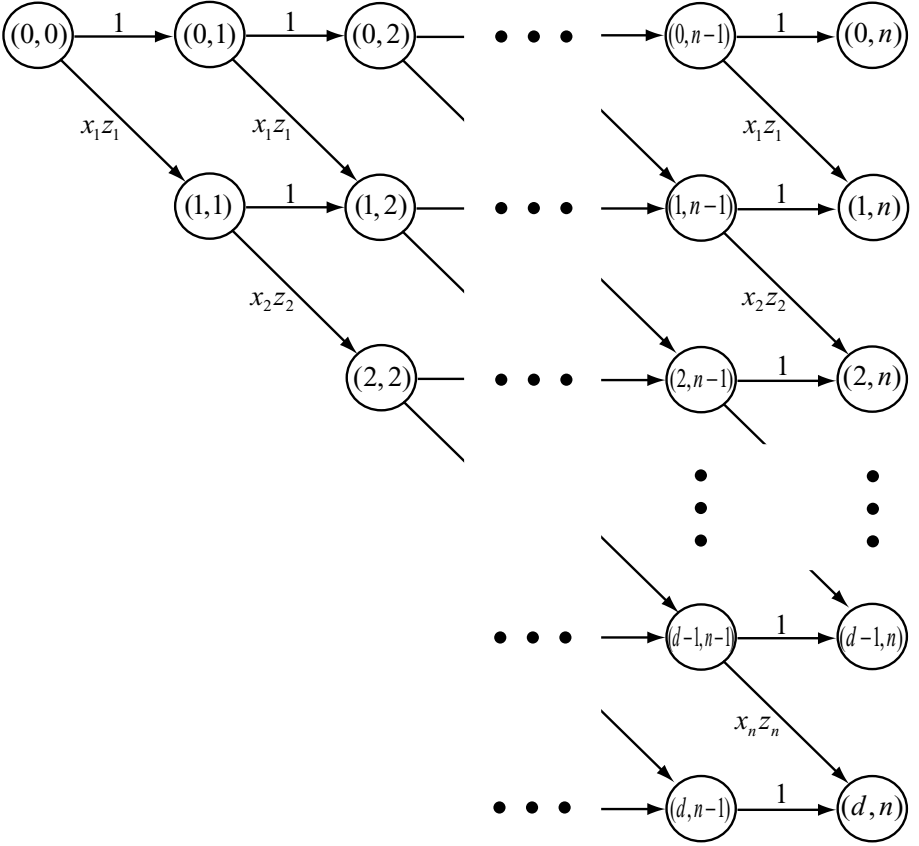 (0,0) 1 (0,1) 1 (0,2) (0,n−1) 1 (0,n)
x₁z₁ x₁z₁ x₁z₁
(1,1) 1 (1,2) (1,n−1) 1 (1,n)
x₂z₂ x₂z₂
(2,2) (2,n−1) 1 (2,n)
(d−1,n−1) 1 (d−1,n)
xₙzₙ
(d,n−1) 1 (d,n)